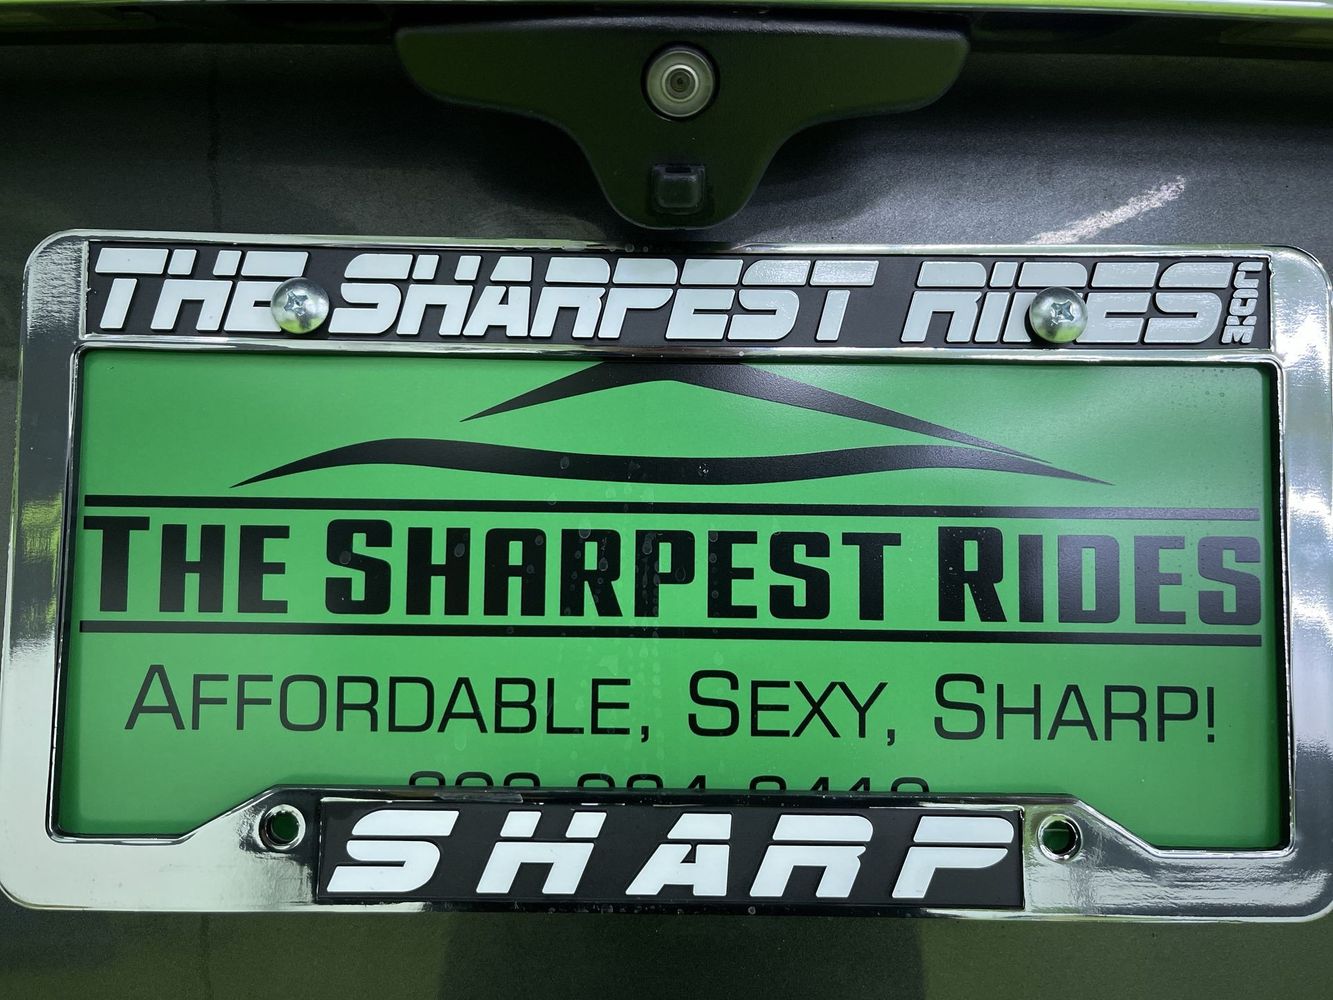 THE SHARPEST RIDES.COM
THE SHARPEST RIDES
AFFORDABLE, SEXY, SHARP!
SHARP